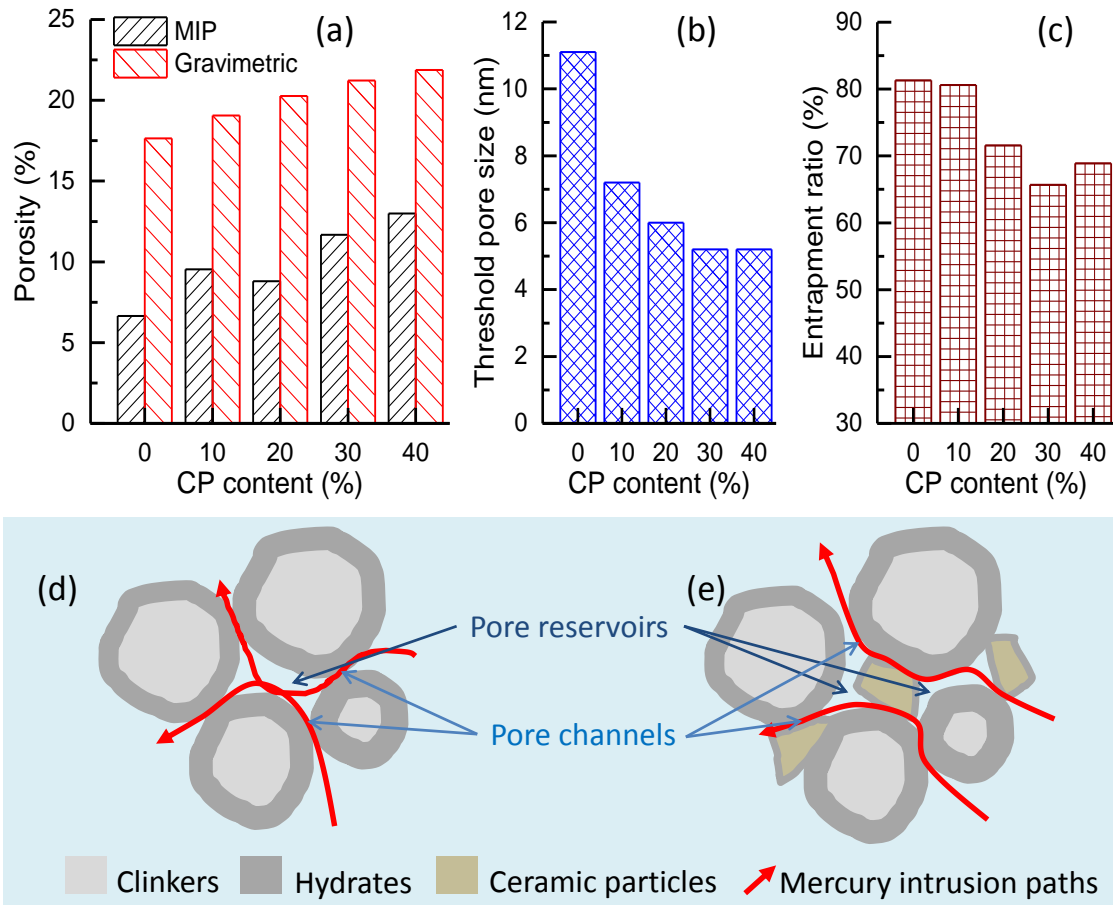 (a)
MIP
Gravimetric
Porosity (%)
25
20
15
10
5
0
0 10 20 30 40
CP content (%)
(b)
Threshold pore size (nm)
12
10
8
6
4
2
0
0 10 20 30 40
CP content (%)
(c)
Entrapment ratio (%)
90
80
70
60
50
40
30
0 10 20 30 40
CP content (%)
(d)
(e)
Pore reservoirs
Pore channels
Clinkers
Hydrates
Ceramic particles
Mercury intrusion paths